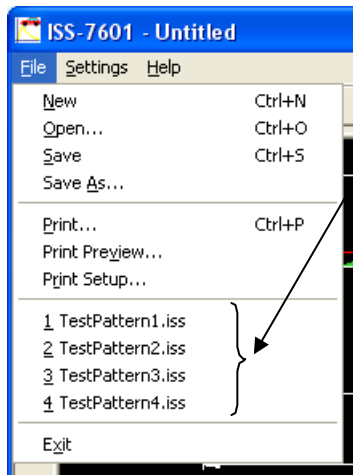 ISS-7601 - Untitled
File Settings Help
New Ctrl+N
Open... Ctrl+O
Save Ctrl+S
Save As...
Print... Ctrl+P
Print Preview...
Print Setup...
1 TestPattern1.iss
2 TestPattern2.iss
3 TestPattern3.iss
4 TestPattern4.iss
Exit